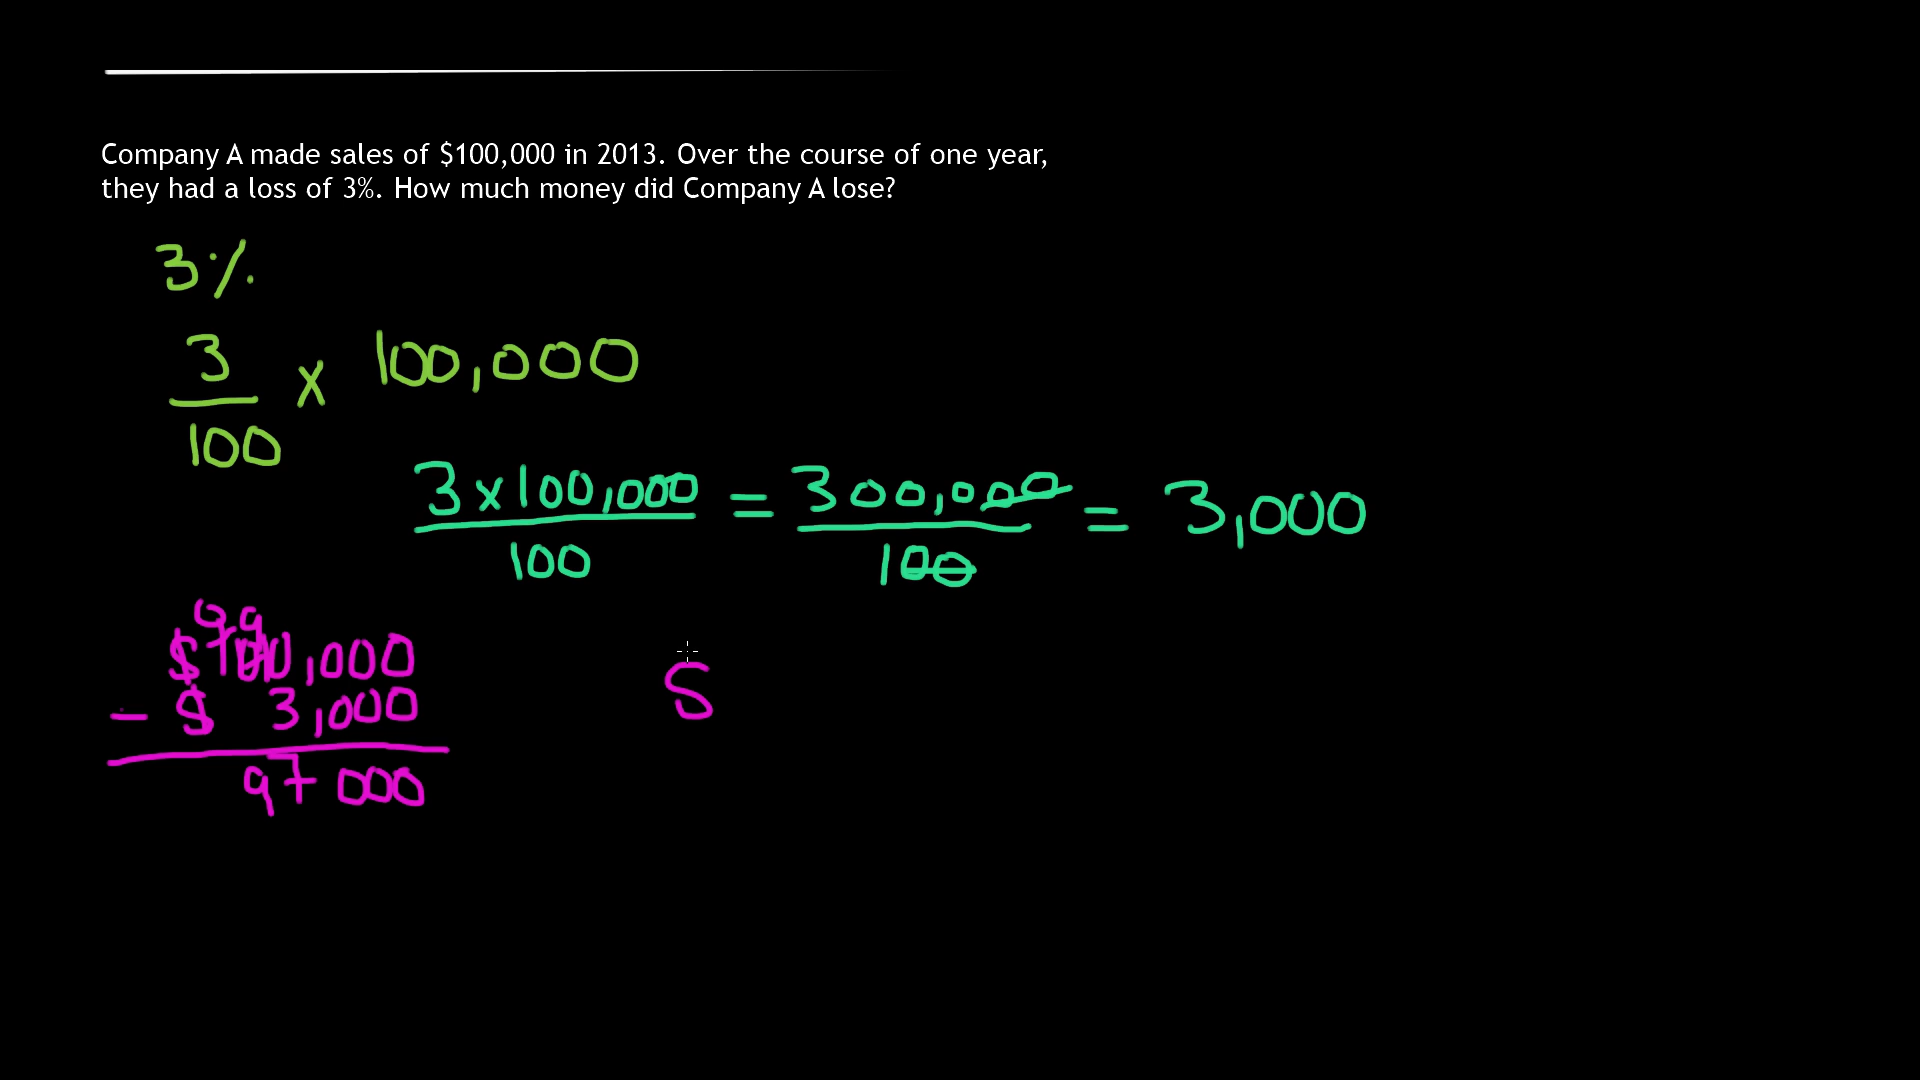 Company A made sales of $100,000 in 2013. Over the course of one year,
they had a loss of 3%. How much money did Company A lose?
3%
3
100
x 100,000
3 x 100,000 = 300,000 = 3,000
100 100
99
$100,000
- $ 3,000
97 000
S